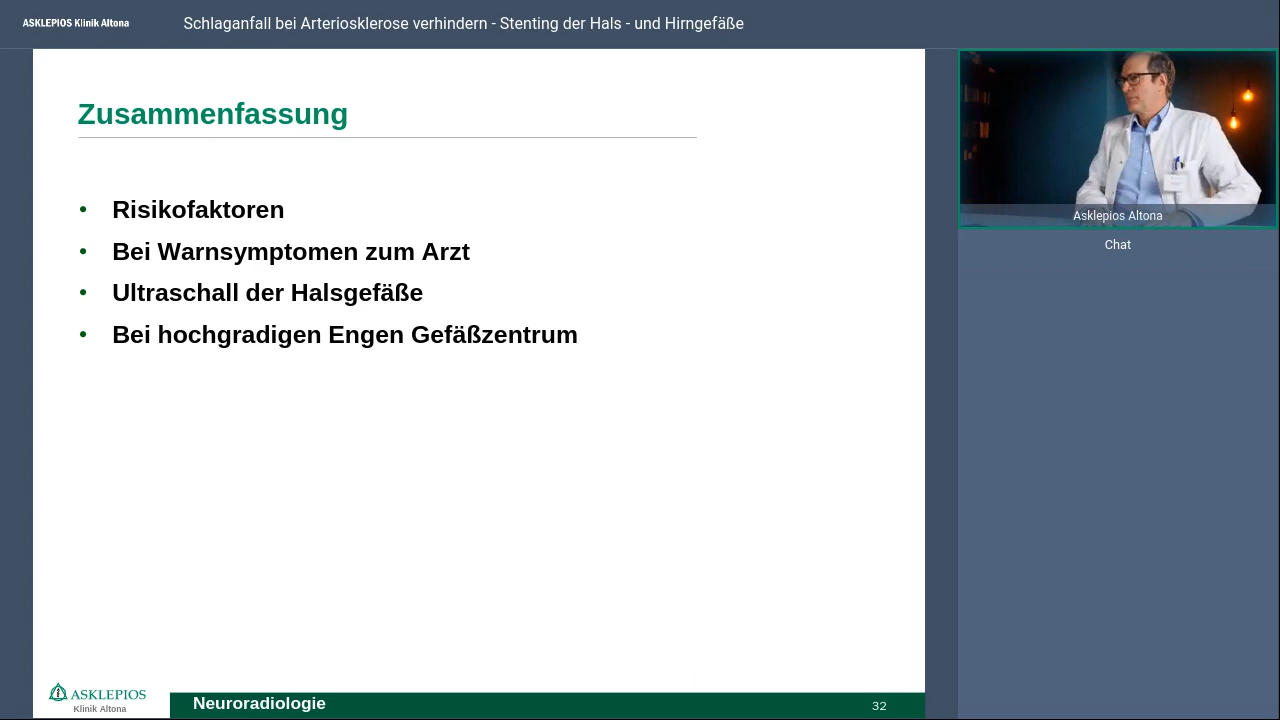 ASKLEPIOS Klinik Altona
Schlaganfall bei Arteriosklerose verhindern - Stenting der Hals - und Hirngefäße
Zusammenfassung
• Risikofaktoren
• Bei Warnsymptomen zum Arzt
• Ultraschall der Halsgefäße
• Bei hochgradigen Engen Gefäßzentrum
Asklepios Altona
Chat
ASKLEPIOS
Klinik Altona
Neuroradiologie
32